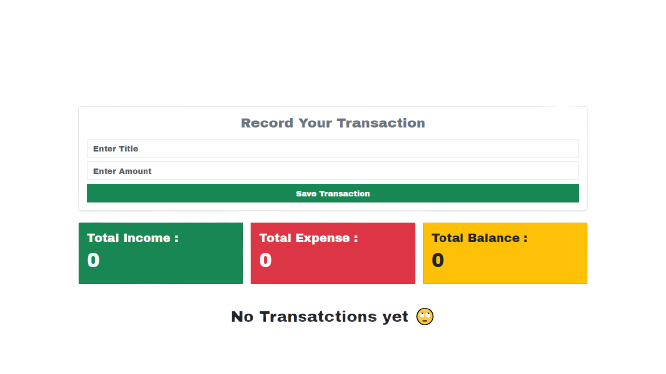 Record Your Transaction
Enter Title
Enter Amount
Save Transaction
Total Income :
0
Total Expense :
0
Total Balance :
0
No Transatctions yet 🙄